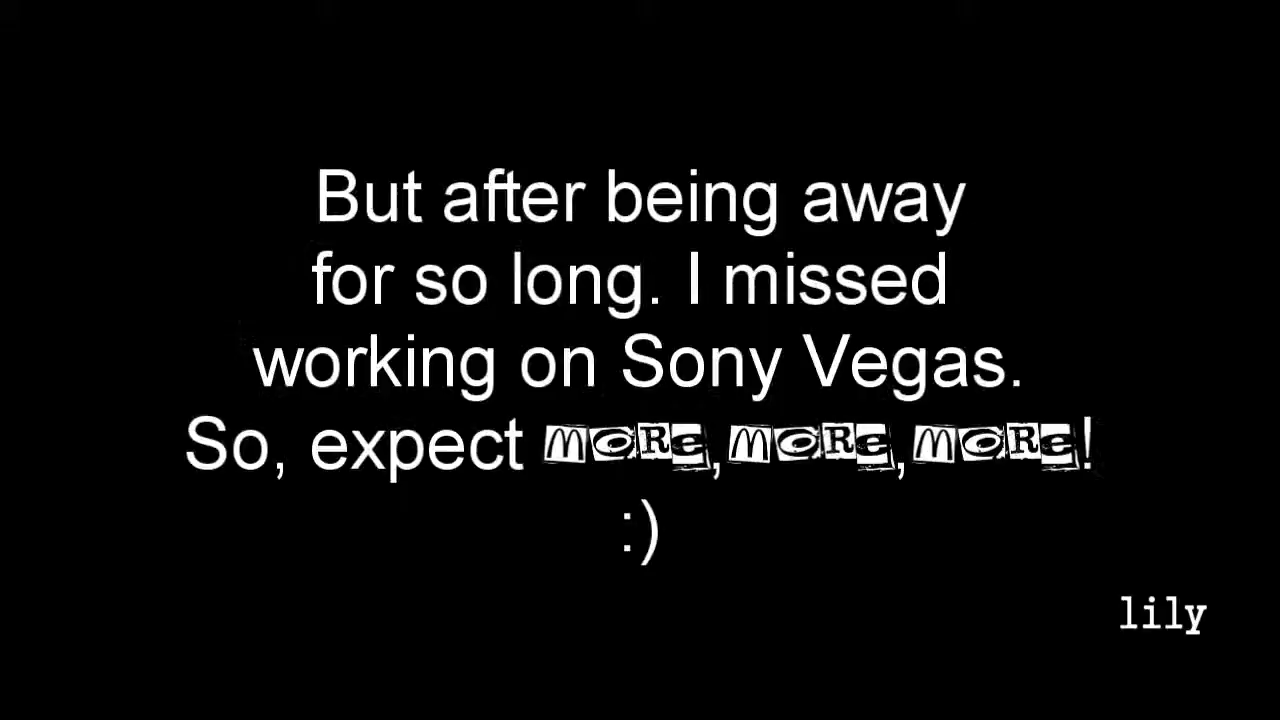 But after being away
for so long. I missed
working on Sony Vegas.
So, expect MORe,MORe,MORe!
:)
lily